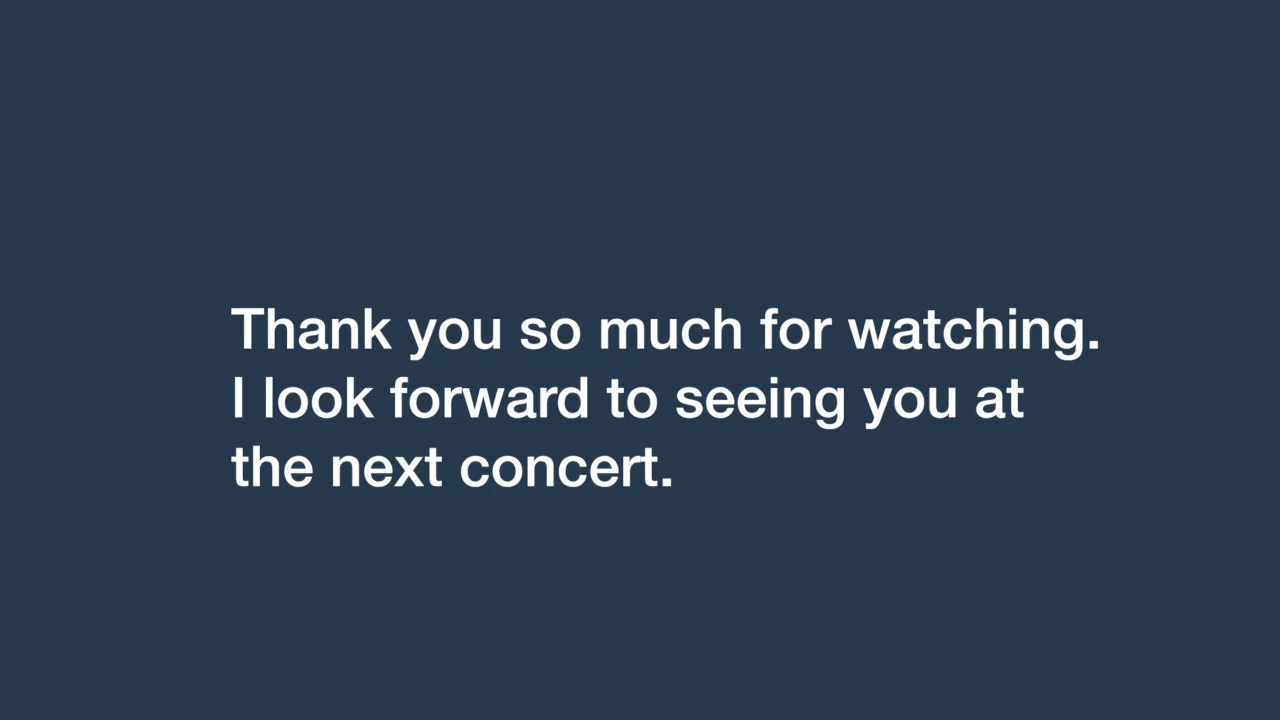 Thank you so much for watching.
I look forward to seeing you at
the next concert.